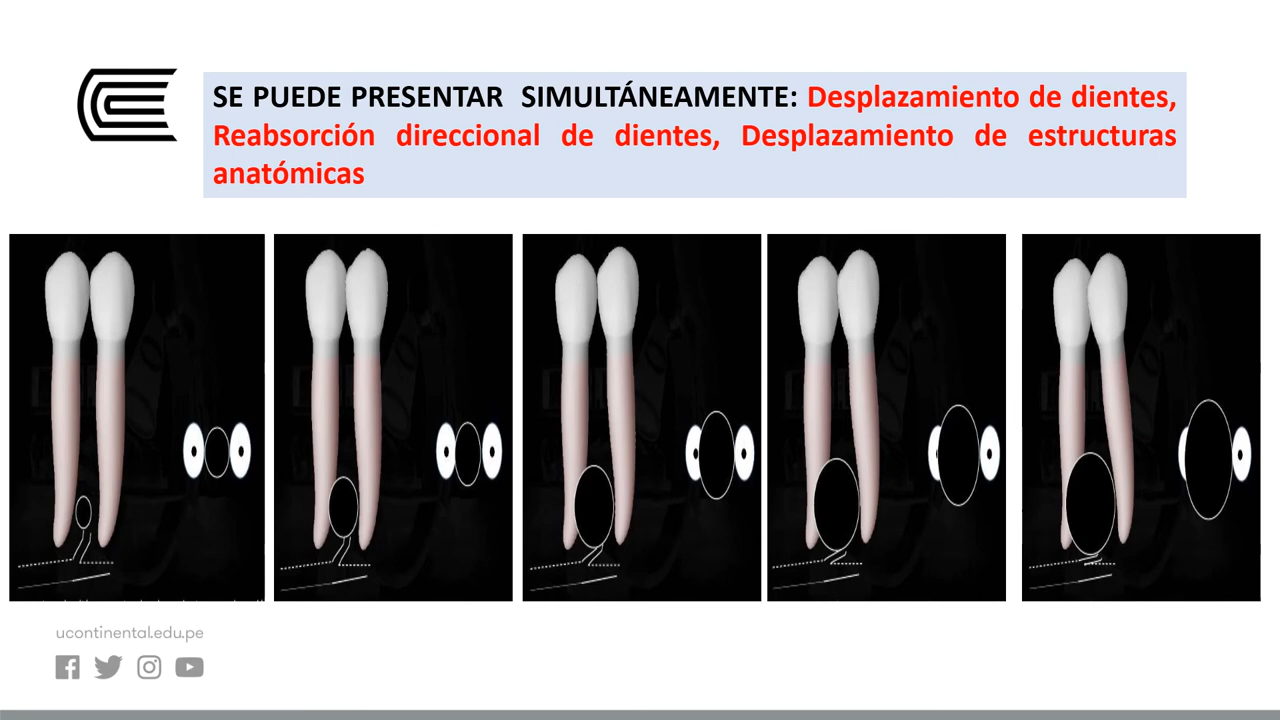 SE PUEDE PRESENTAR SIMULTÁNEAMENTE: Desplazamiento de dientes,
Reabsorción direccional de dientes, Desplazamiento de estructuras
anatómicas
ucontinental.edu.pe